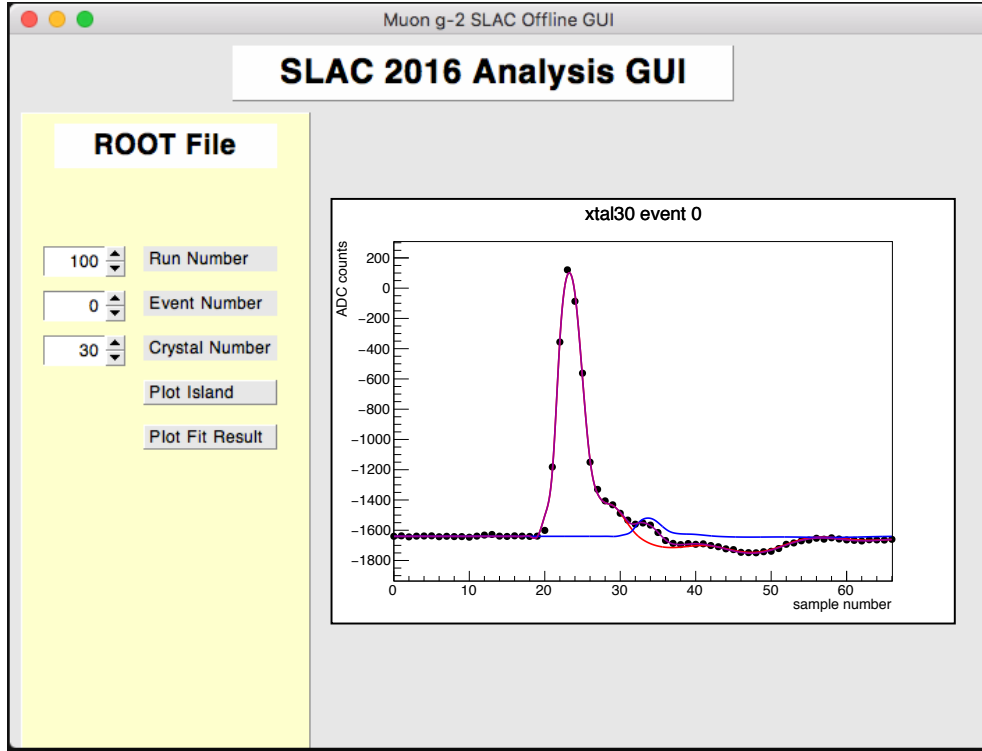 Muon g-2 SLAC Offline GUI
SLAC 2016 Analysis GUI
ROOT File
100 Run Number
0 Event Number
30 Crystal Number
Plot Island
Plot Fit Result
xtal30 event 0
ADC counts
200
0
−200
−400
−600
−800
−1000
−1200
−1400
−1600
−1800
0 10 20 30 40 50 60
sample number